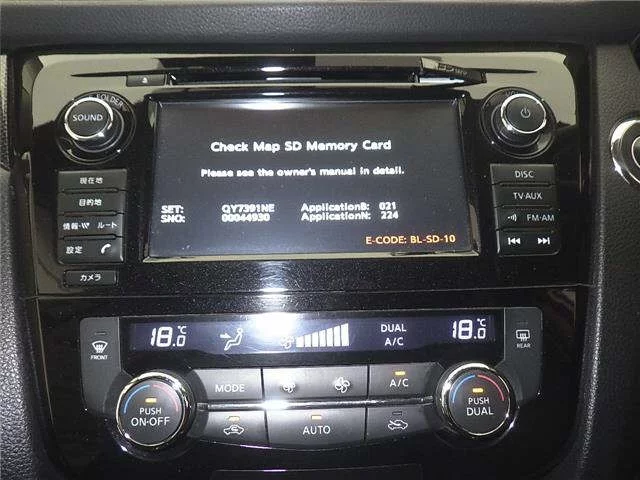 FOLDER
SOUND
現在地
目的地
情報・VICS ルート
設定
カメラ
Check Map SD Memory Card
Please see the owner's manual in detail.
SET: QY7391NE ApplicationB: 021
SNO: 00044930 ApplicationN: 224
E-CODE: BL-SD-10
DISC
TV·AUX
FM·AM
18.0 °C
DUAL
A/C
18.0 °C
FRONT
REAR
MODE
A/C
PUSH
ON·OFF
AUTO
PUSH
DUAL